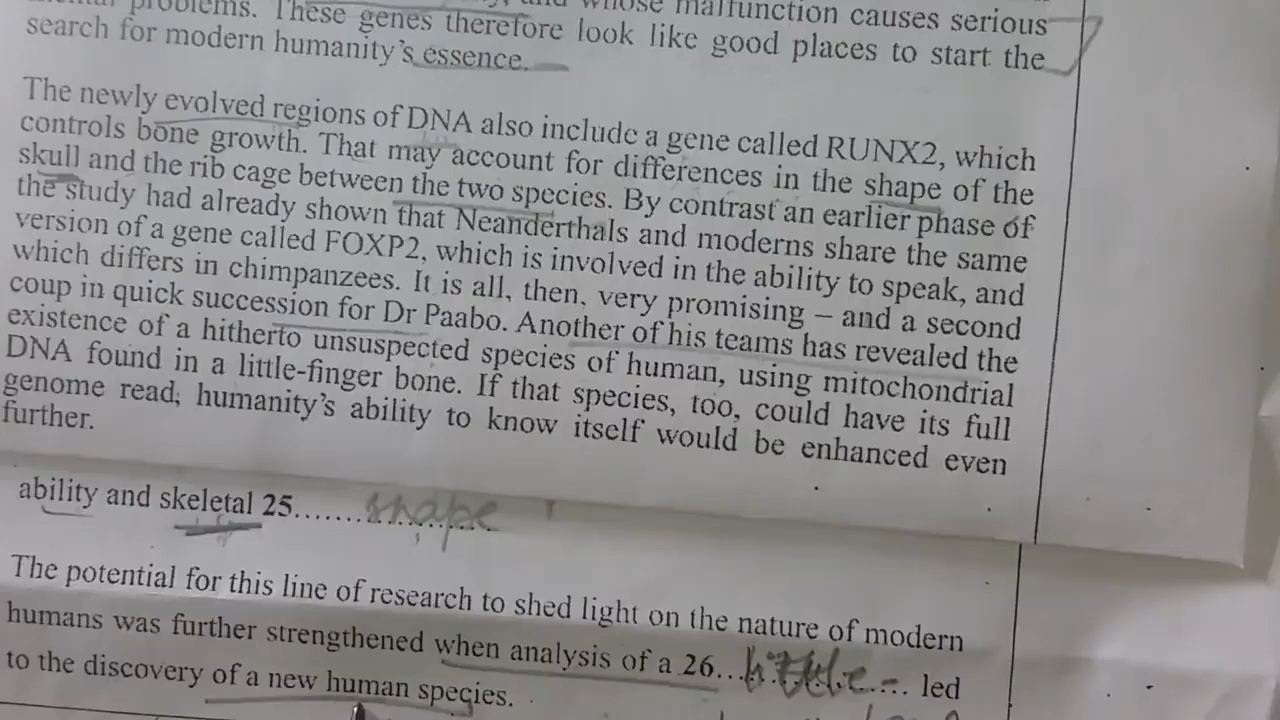 problems. These genes therefore look like good places to start the
search for modern humanity's essence.
The newly evolved regions of DNA also include a gene called RUNX2, which
controls bone growth. That may account for differences in the shape of the
skull and the rib cage between the two species. By contrast an earlier phase of
the study had already shown that Neanderthals and moderns share the same
version of a gene called FOXP2, which is involved in the ability to speak, and
which differs in chimpanzees. It is all, then, very promising – and a second
coup in quick succession for Dr Paabo. Another of his teams has revealed the
existence of a hitherto unsuspected species of human, using mitochondrial
DNA found in a little-finger bone. If that species, too, could have its full
genome read, humanity's ability to know itself would be enhanced even
further.
ability and skeletal 25....... shape
The potential for this line of research to shed light on the nature of modern
humans was further strengthened when analysis of a 26... led
to the discovery of a new human species.